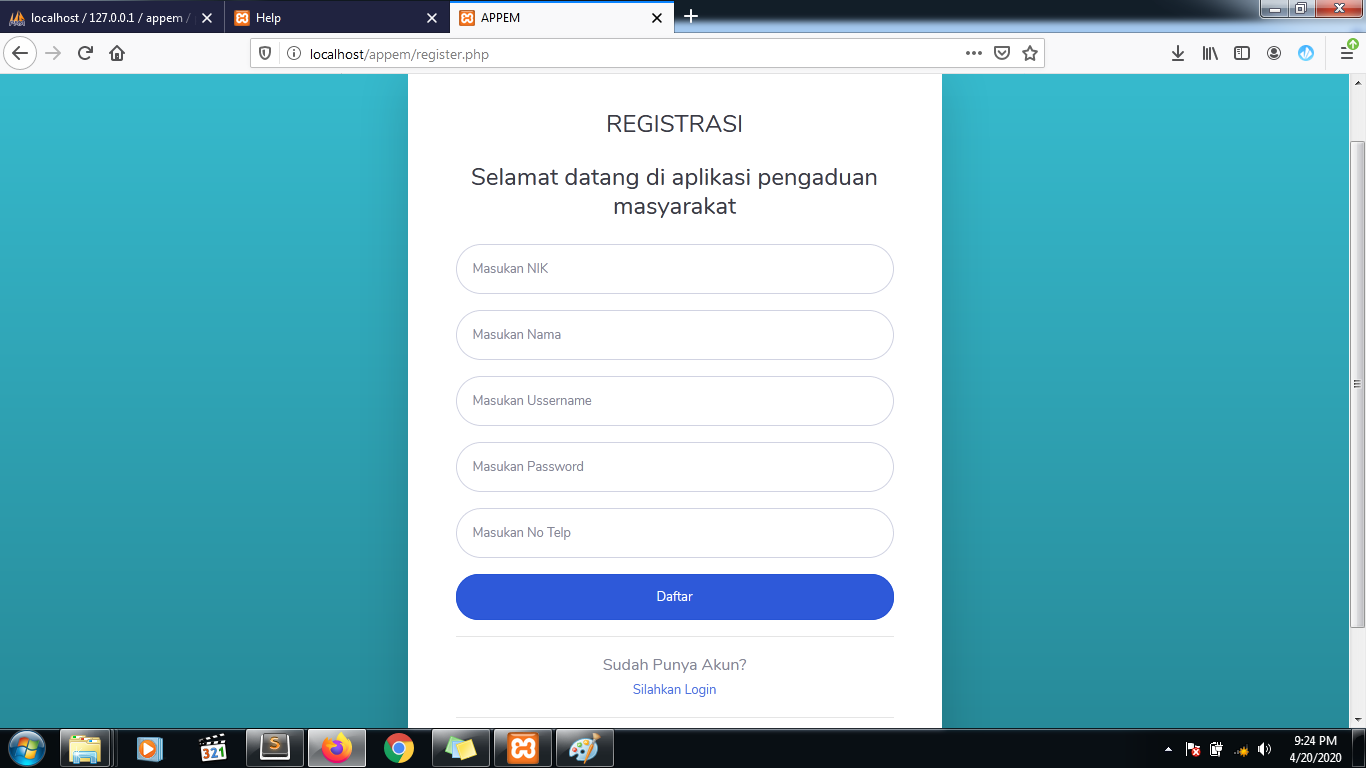 localhost / 127.0.0.1 / appem /
Help
APPEM
localhost/appem/register.php
REGISTRASI
Selamat datang di aplikasi pengaduan
masyarakat
Masukan NIK
Masukan Nama
Masukan Ussername
Masukan Password
Masukan No Telp
Daftar
Sudah Punya Akun?
Silahkan Login
321
9:24 PM
4/20/2020